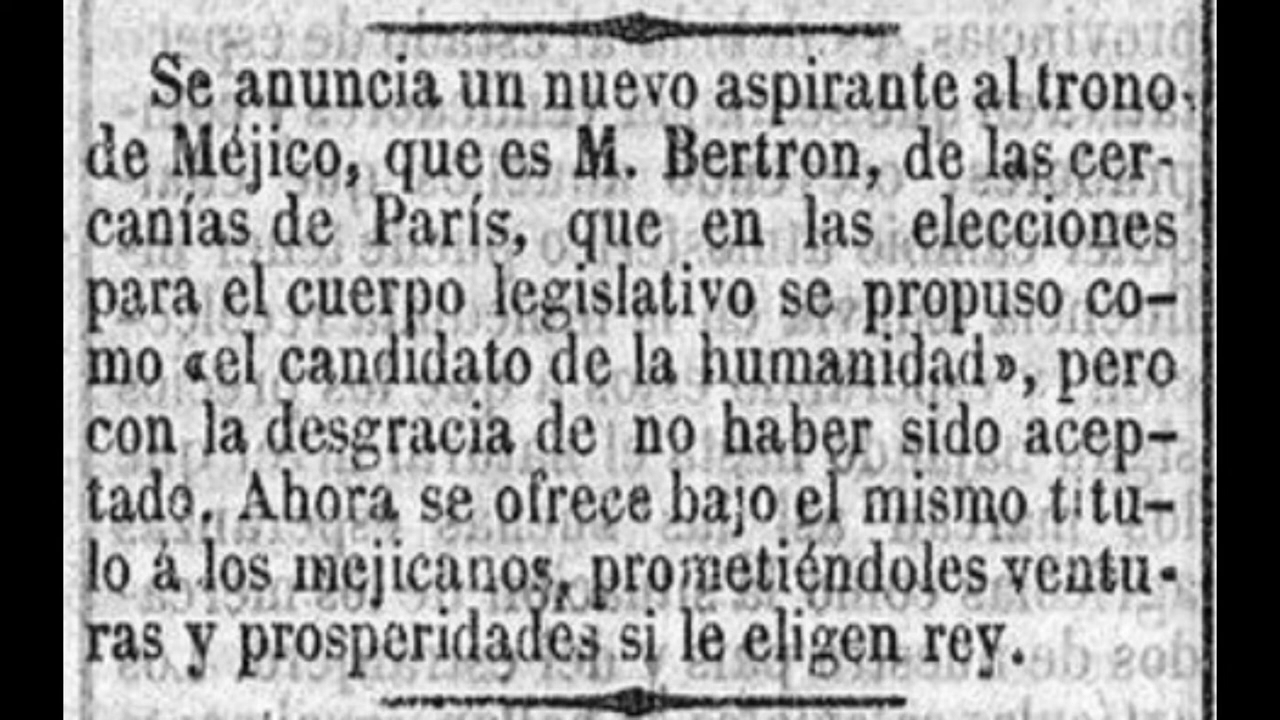 Se anuncia un nuevo aspirante al trono
de Méjico, que es M. Bertron, de las cer-
canías de París, que en las elecciones
para el cuerpo legislativo se propuso co-
mo «el candidato de la humanidad», pero
con la desgracia de no haber sido acep-
tado. Ahora se ofrece bajo el mismo titu-
lo á los mejicanos, prometiéndoles ventu-
ras y prosperidades si le eligen rey.